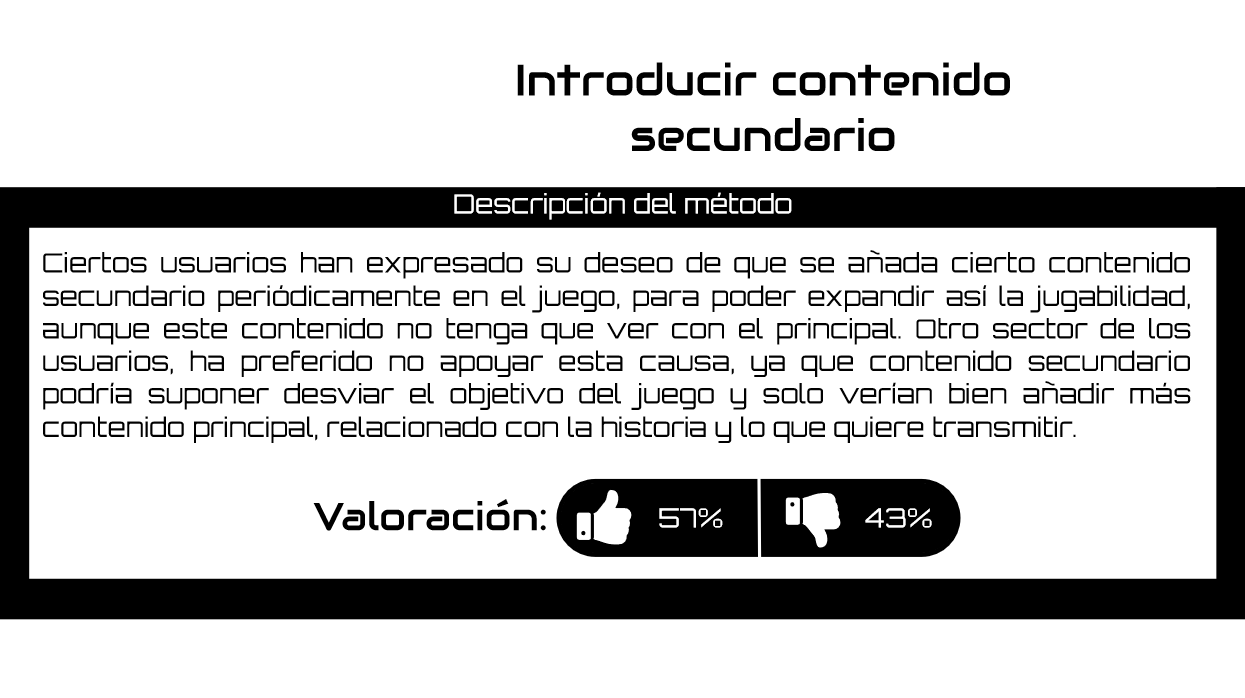 Introducir contenido
secundario
Descripción del método
Ciertos usuarios han expresado su deseo de que se añada cierto contenido
secundario periódicamente en el juego, para poder expandir así la jugabilidad,
aunque este contenido no tenga que ver con el principal. Otro sector de los
usuarios, ha preferido no apoyar esta causa, ya que contenido secundario
podría suponer desviar el objetivo del juego y solo verían bien añadir más
contenido principal, relacionado con la historia y lo que quiere transmitir.
Valoración: 57% 43%